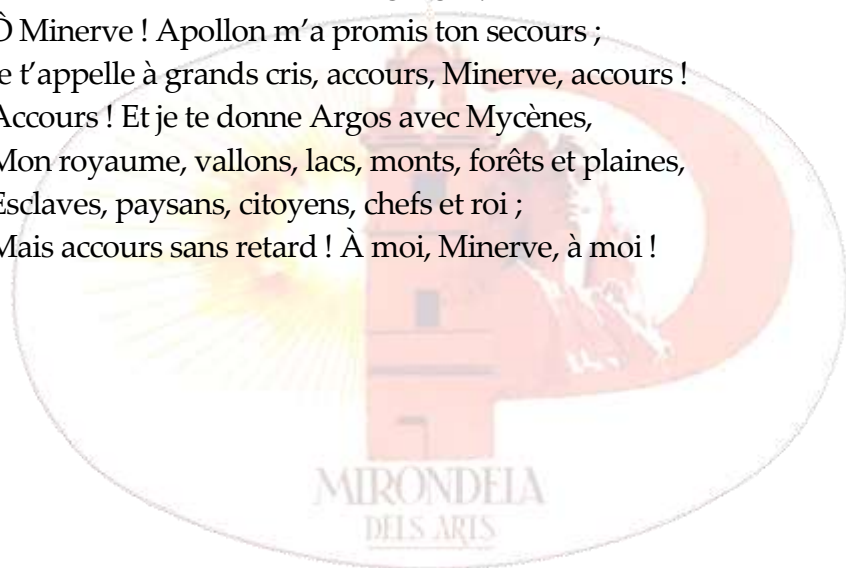 Ô Minerve ! Apollon m’a promis ton secours ;
Je t’appelle à grands cris, accours, Minerve, accours !
Accours ! Et je te donne Argos avec Mycènes,
Mon royaume, vallons, lacs, monts, forêts et plaines,
Esclaves, paysans, citoyens, chefs et roi ;
Mais accours sans retard ! À moi, Minerve, à moi !
MIRONDELA
DELS ARTS